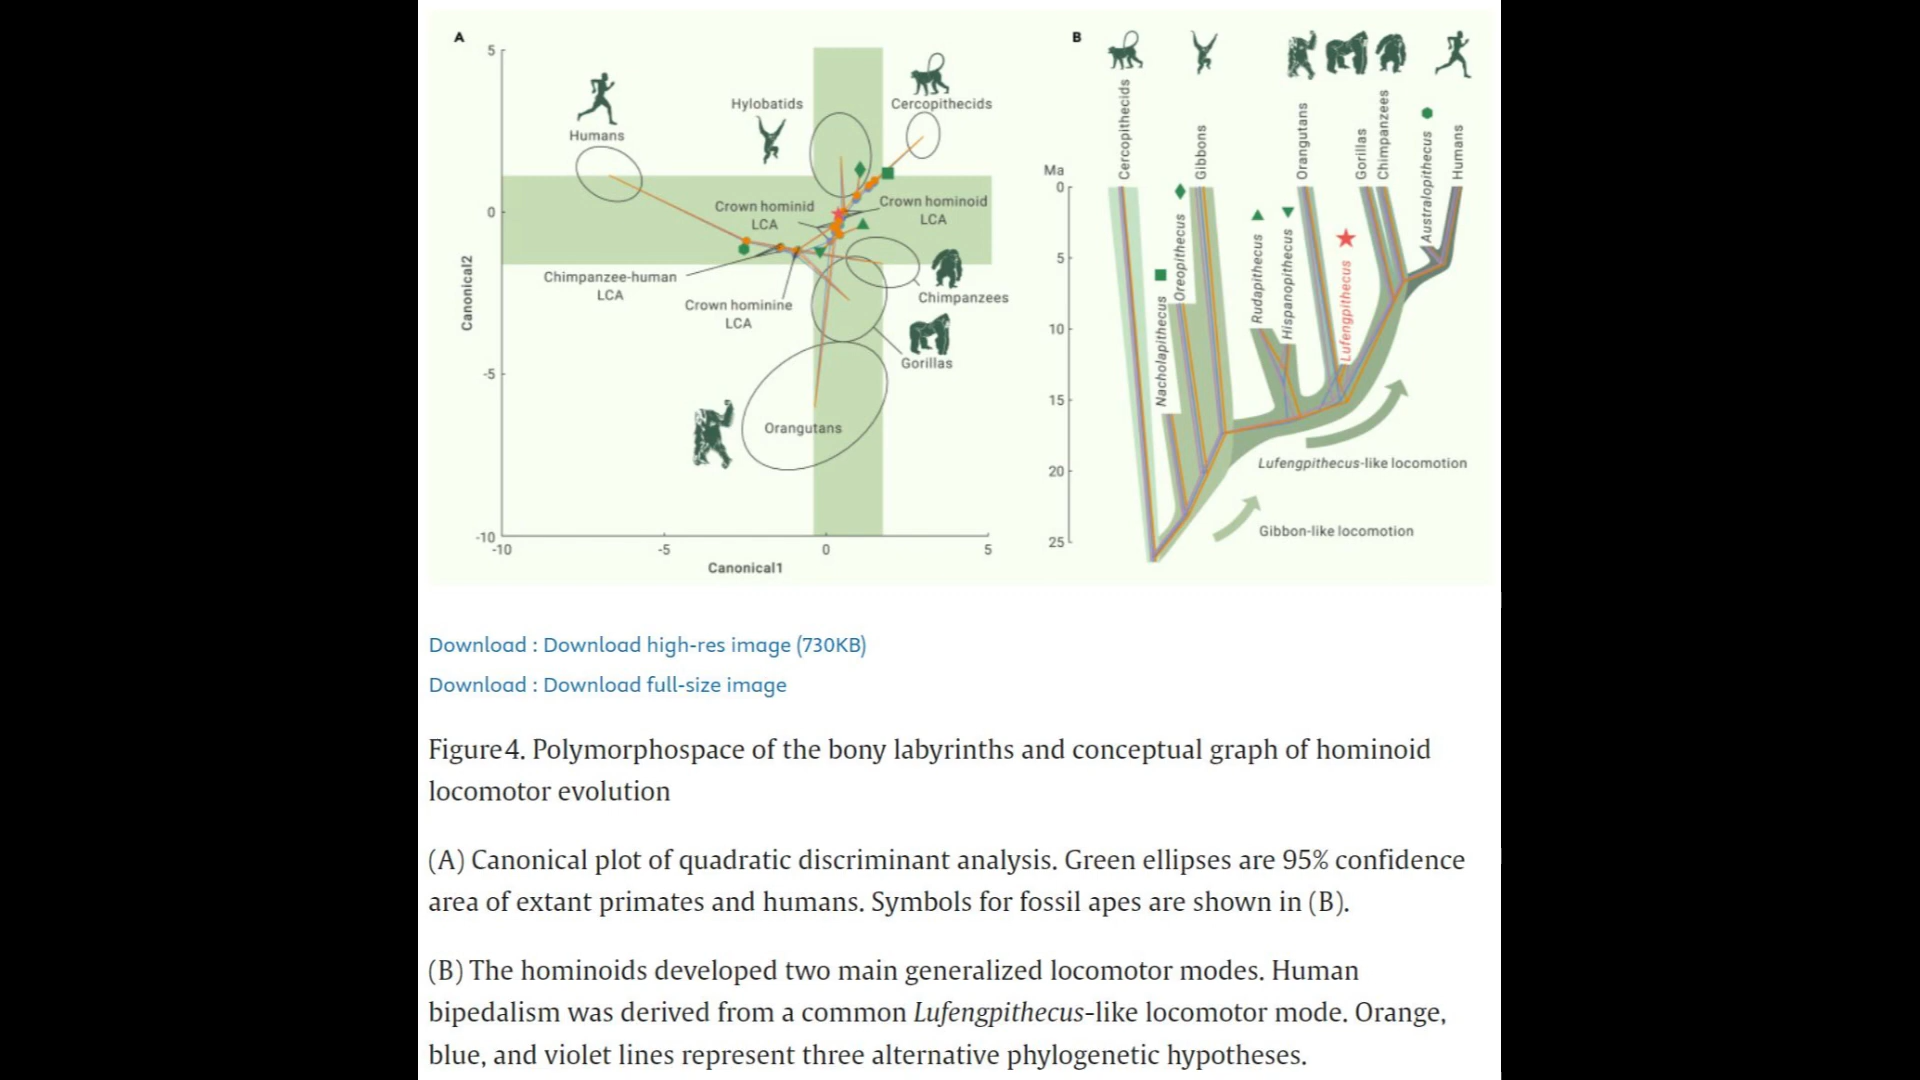 A
5
0
-5
-10
-10
-5
0
5
Canonical2
Canonical1
Humans
Hylobatids
Cercopithecids
Crown hominid
LCA
Crown hominoid
LCA
Chimpanzee-human
LCA
Crown hominine
LCA
Chimpanzees
Gorillas
Orangutans
B
Ma
0
5
10
15
20
25
Cercopithecids
Nacholapithecus
Oreopithecus
Gibbons
Rudapithecus
Hispanopithecus
Orangutans
Lufengpithecus
Gorillas
Chimpanzees
Australopithecus
Humans
Lufengpithecus-like locomotion
Gibbon-like locomotion
Download : Download high-res image (730KB)
Download : Download full-size image
Figure 4. Polymorphospace of the bony labyrinths and conceptual graph of hominoid
locomotor evolution
(A) Canonical plot of quadratic discriminant analysis. Green ellipses are 95% confidence
area of extant primates and humans. Symbols for fossil apes are shown in (B).
(B) The hominoids developed two main generalized locomotor modes. Human
bipedalism was derived from a common Lufengpithecus-like locomotor mode. Orange,
blue, and violet lines represent three alternative phylogenetic hypotheses.